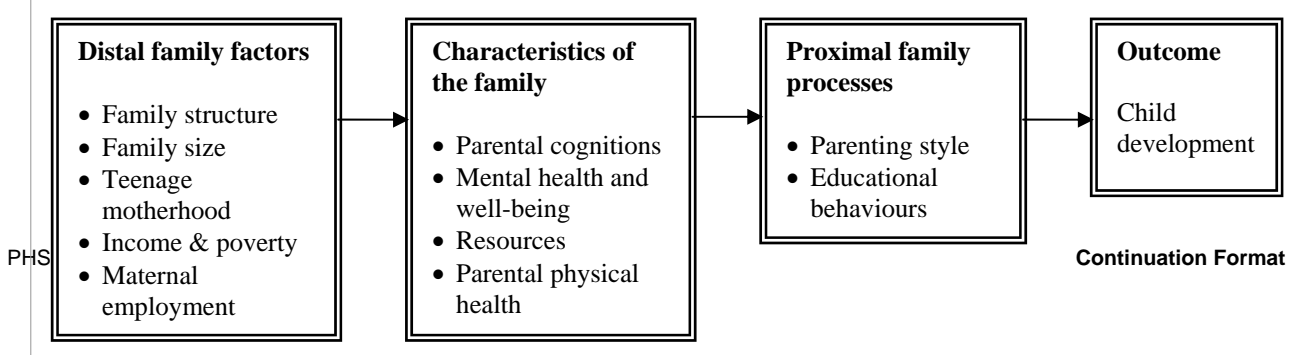 Distal family factors
• Family structure
• Family size
• Teenage
motherhood
• Income & poverty
• Maternal
employment
Characteristics of
the family
• Parental cognitions
• Mental health and
well-being
• Resources
• Parental physical
health
Proximal family
processes
• Parenting style
• Educational
behaviours
Outcome
Child
development
PHS
Continuation Format